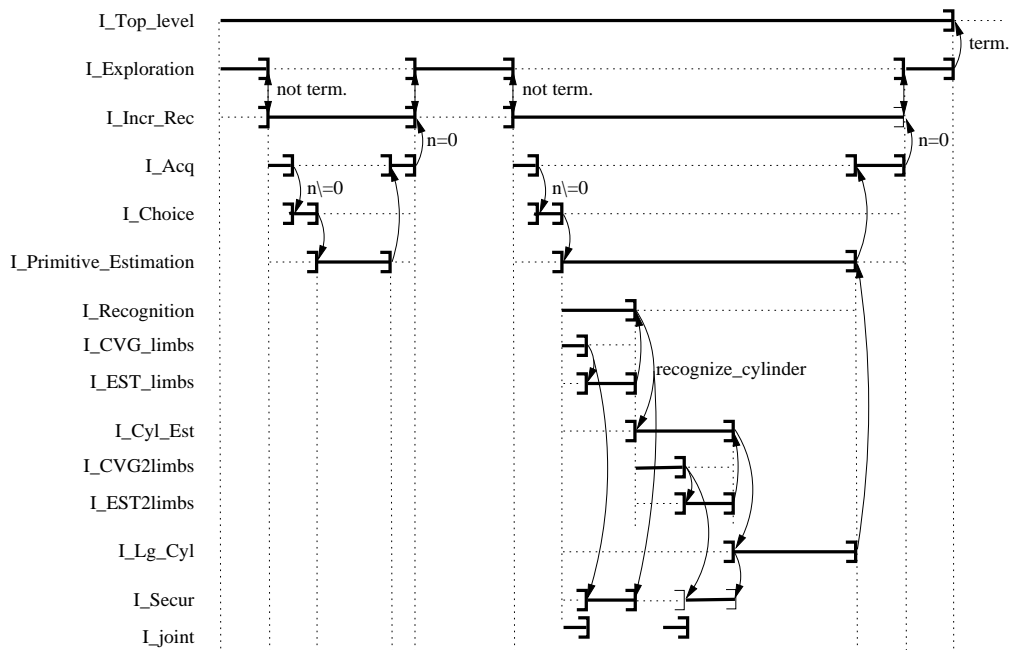 I_Top_level
term.
I_Exploration
not term.
not term.
I_Incr_Rec
n=0
n=0
I_Acq
n\=0
n\=0
I_Choice
I_Primitive_Estimation
I_Recognition
I_CVG_limbs
recognize_cylinder
I_EST_limbs
I_Cyl_Est
I_CVG2limbs
I_EST2limbs
I_Lg_Cyl
I_Secur
I_joint